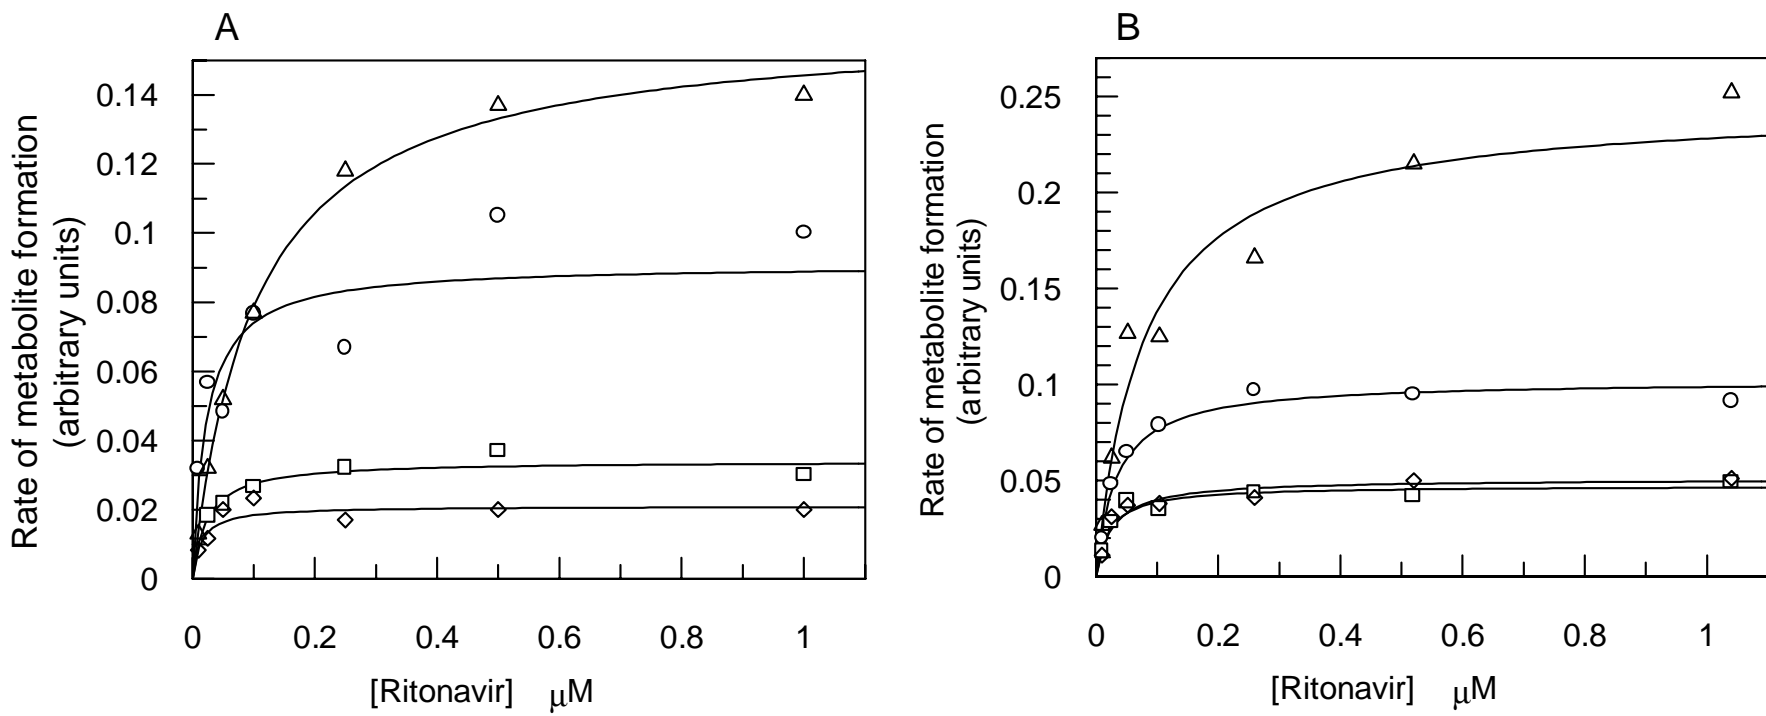 A
Rate of metabolite formation
(arbitrary units)
0.14
0.12
0.1
0.08
0.06
0.04
0.02
0
0 0.2 0.4 0.6 0.8 1
[Ritonavir] μM
B
Rate of metabolite formation
(arbitrary units)
0.25
0.2
0.15
0.1
0.05
0
0 0.2 0.4 0.6 0.8 1
[Ritonavir] μM